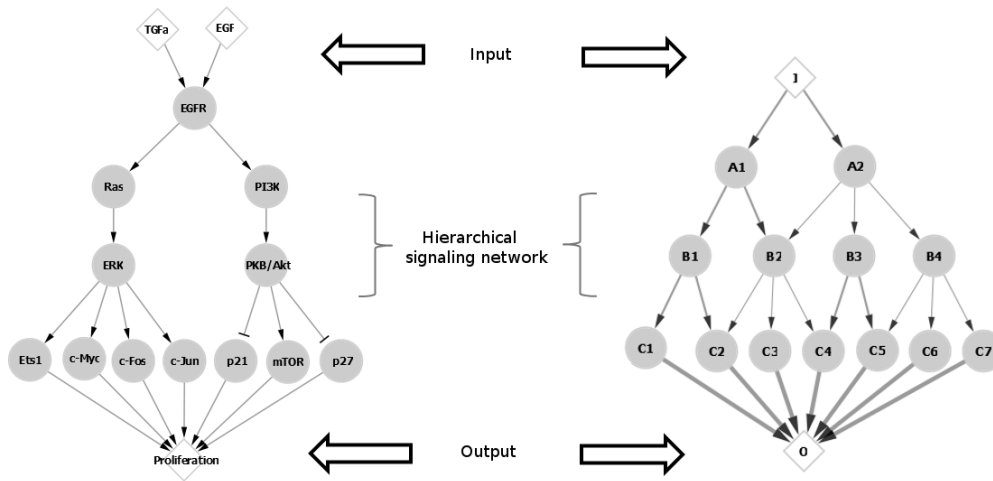 TGFa
EGF
Input
I
EGFR
A1
A2
Ras
PI3K
Hierarchical
signaling network
B1
B2
B3
B4
ERK
PKB/Akt
Ets1
c-Myc
c-Fos
c-Jun
p21
mTOR
p27
C1
C2
C3
C4
C5
C6
C7
Proliferation
Output
O